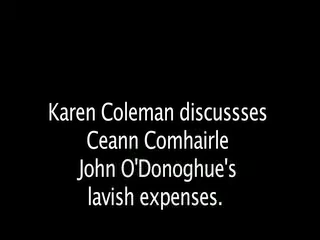 Karen Coleman discussses
Ceann Comhairle
John O'Donoghue's
lavish expenses.